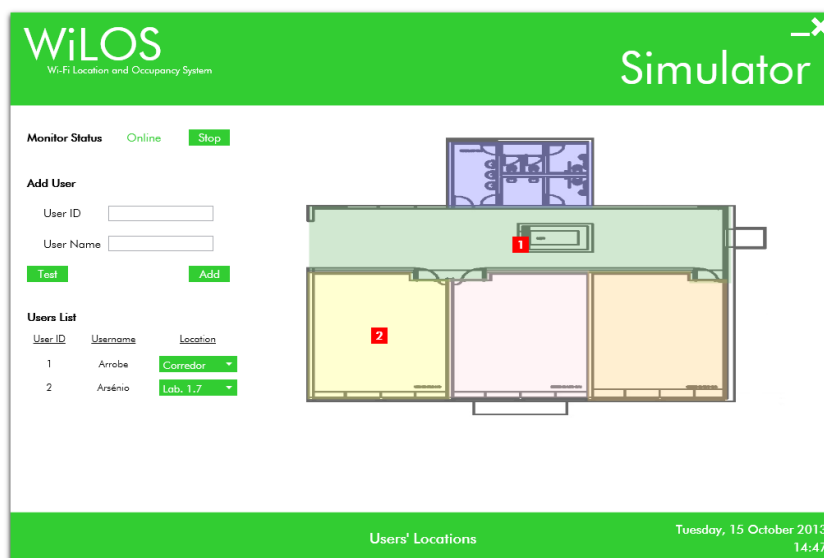 WiLOS
Wi-Fi Location and Occupancy System
Simulator
Monitor Status Online Stop
Add User
User ID
User Name
Test Add
Users List
User ID Username Location
1 Arrobe Corredor
2 Arsénio Lab. 1.7
1
2
Users' Locations
Tuesday, 15 October 2013
14:47